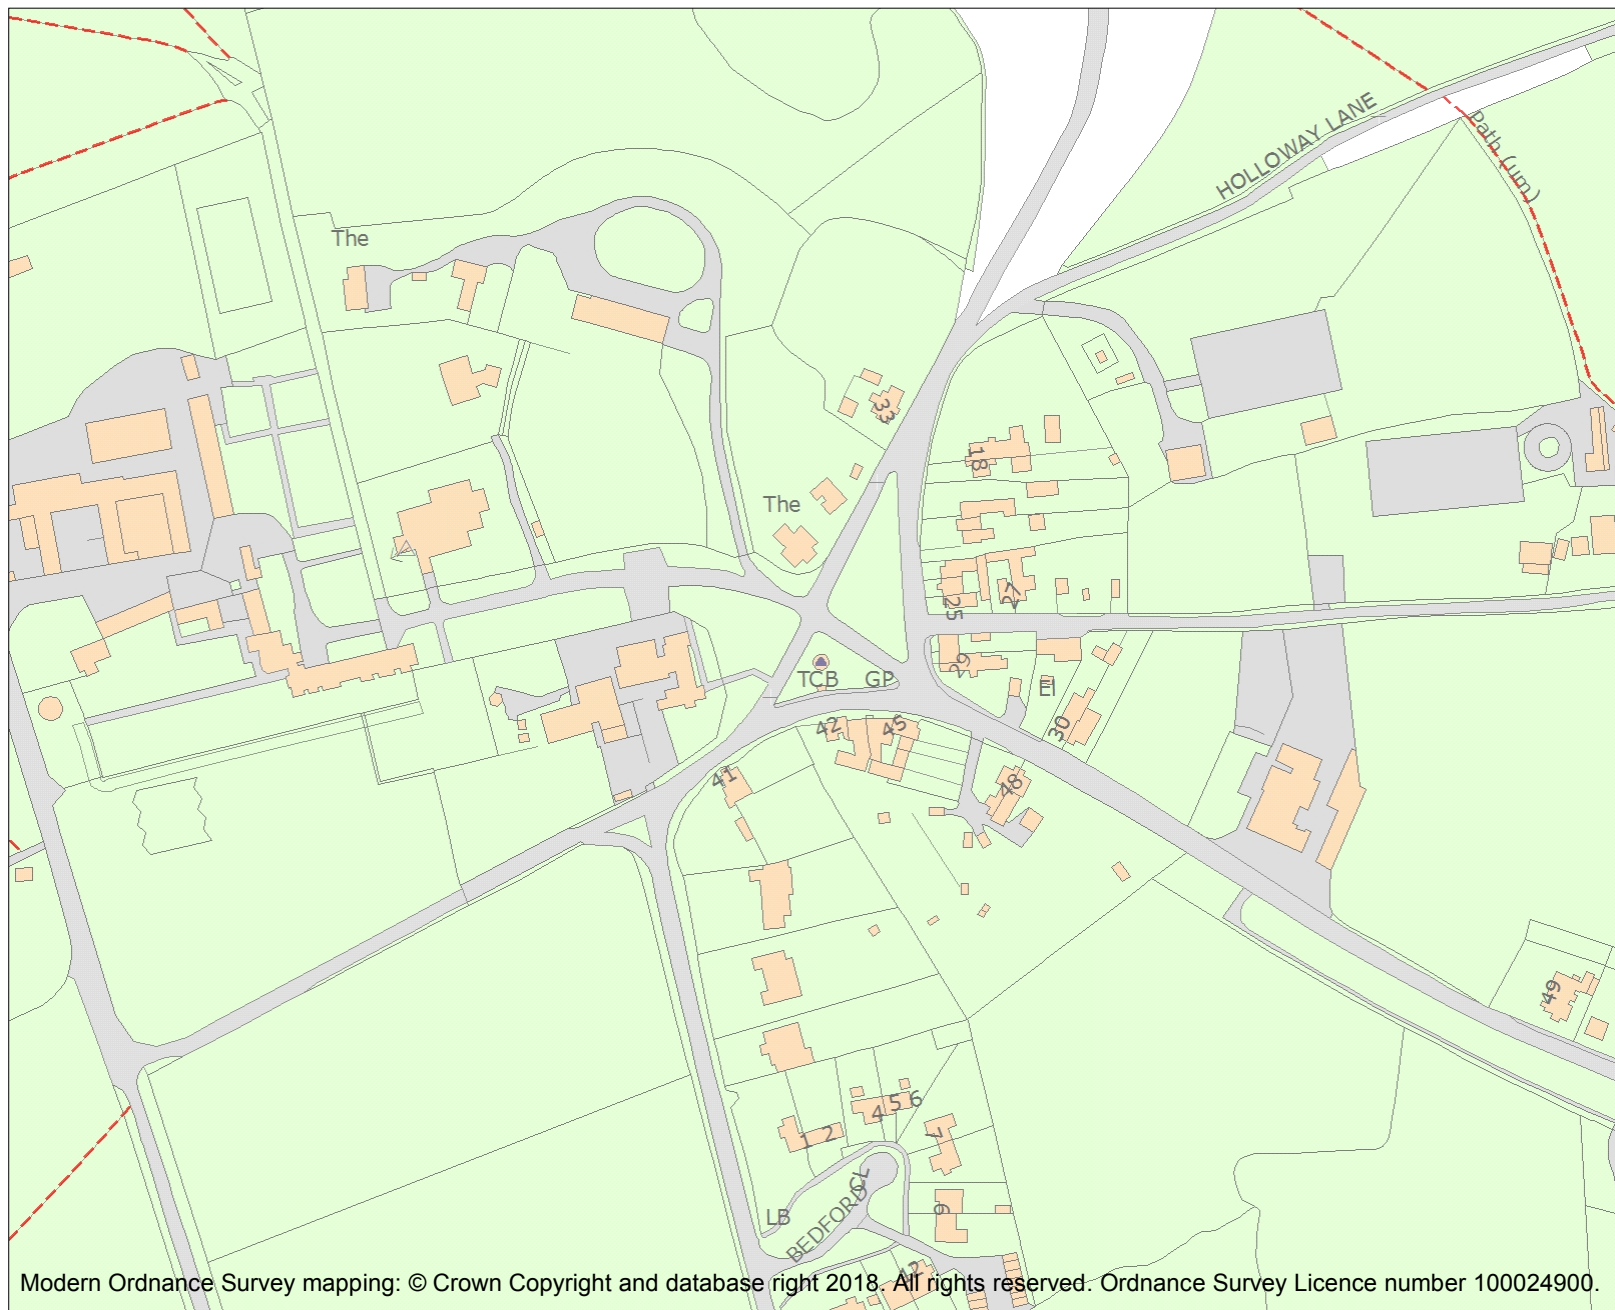 HOLLOWAY LANE
Path (um)
The
33
18
The
27
25
29
TCB GP
El
42 45
30
41
48
49
4 5 6
1 2
7
BEDFORD CL
LB
9
12
Modern Ordnance Survey mapping: © Crown Copyright and database right 2018. All rights reserved. Ordnance Survey Licence number 100024900.